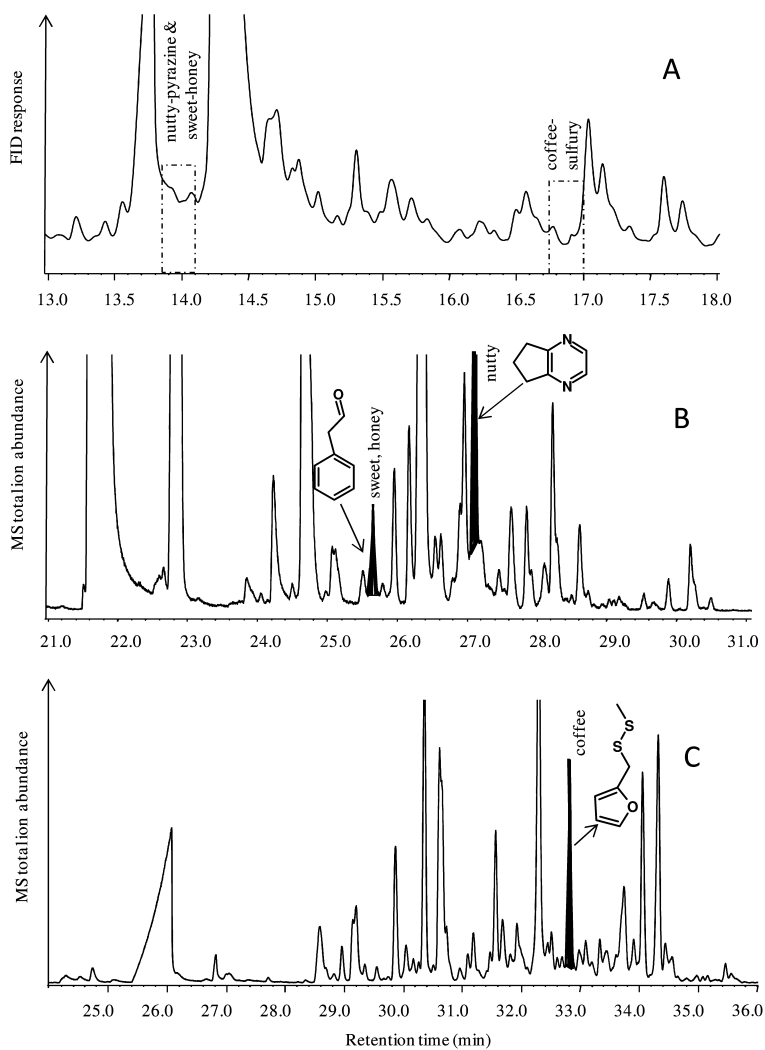 A
FID response
nutty-pyrazine &
sweet-honey
coffee-
sulfury
13.0 13.5 14.0 14.5 15.0 15.5 16.0 16.5 17.0 17.5 18.0
B
MS total ion abundance
O
sweet, honey
nutty
N
N
21.0 22.0 23.0 24.0 25.0 26.0 27.0 28.0 29.0 30.0 31.0
C
MS total ion abundance
coffee
S
S
O
25.0 26.0 27.0 28.0 29.0 30.0 31.0 32.0 33.0 34.0 35.0 36.0
Retention time (min)